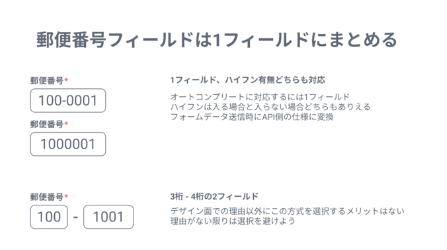 郵便番号フィールドは1フィールドにまとめる
郵便番号*
100-0001
郵便番号*
1000001
1フィールド、ハイフン有無どちらも対応
オートコンプリートに対応するには1フィールド
ハイフンは入る場合と入らない場合どちらもありえる
フォームデータ送信時にAPI側の仕様に変換
郵便番号*
100 - 1001
3桁 - 4桁の2フィールド
デザイン面での理由以外にこの方式を選択するメリットはない
理由がない限りは選択を避けよう